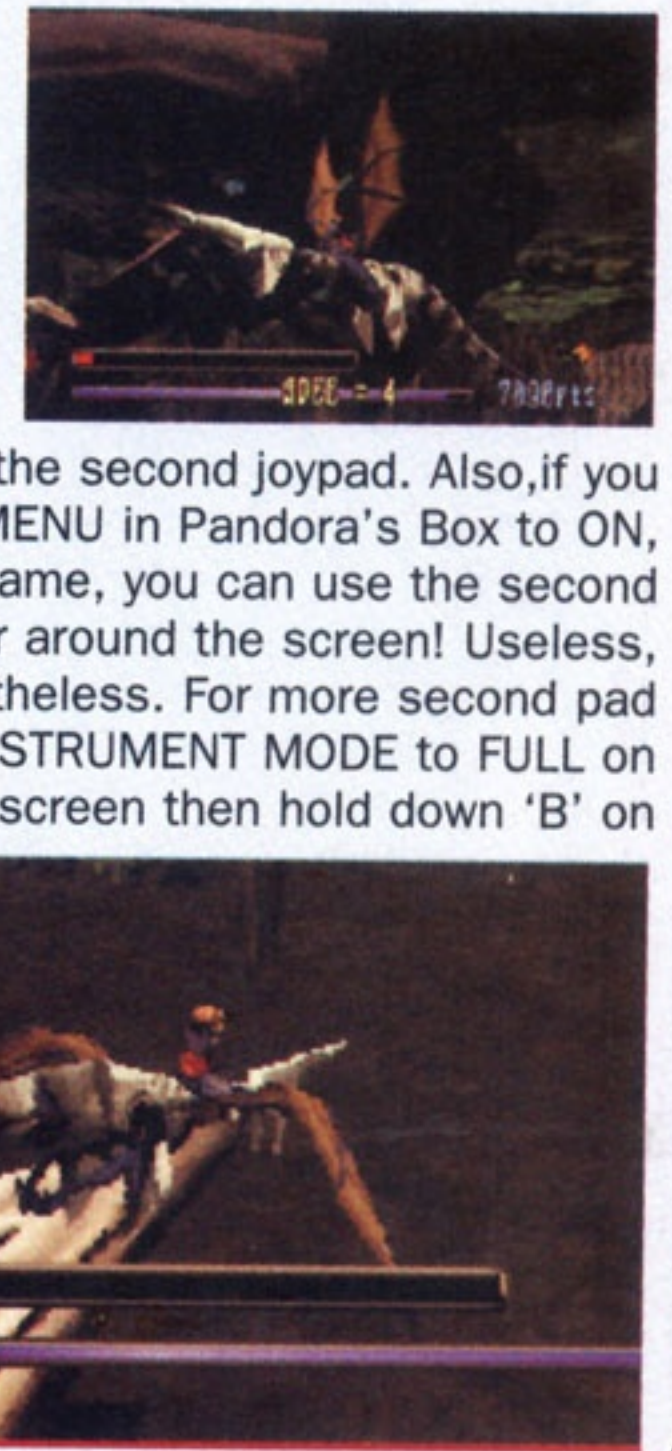 = 4
the second joypad. Also,if you
MENU in Pandora's Box to ON,
ame, you can use the second
r around the screen! Useless,
theless. For more second pad
STRUMENT MODE to FULL on
screen then hold down ‘B’ on